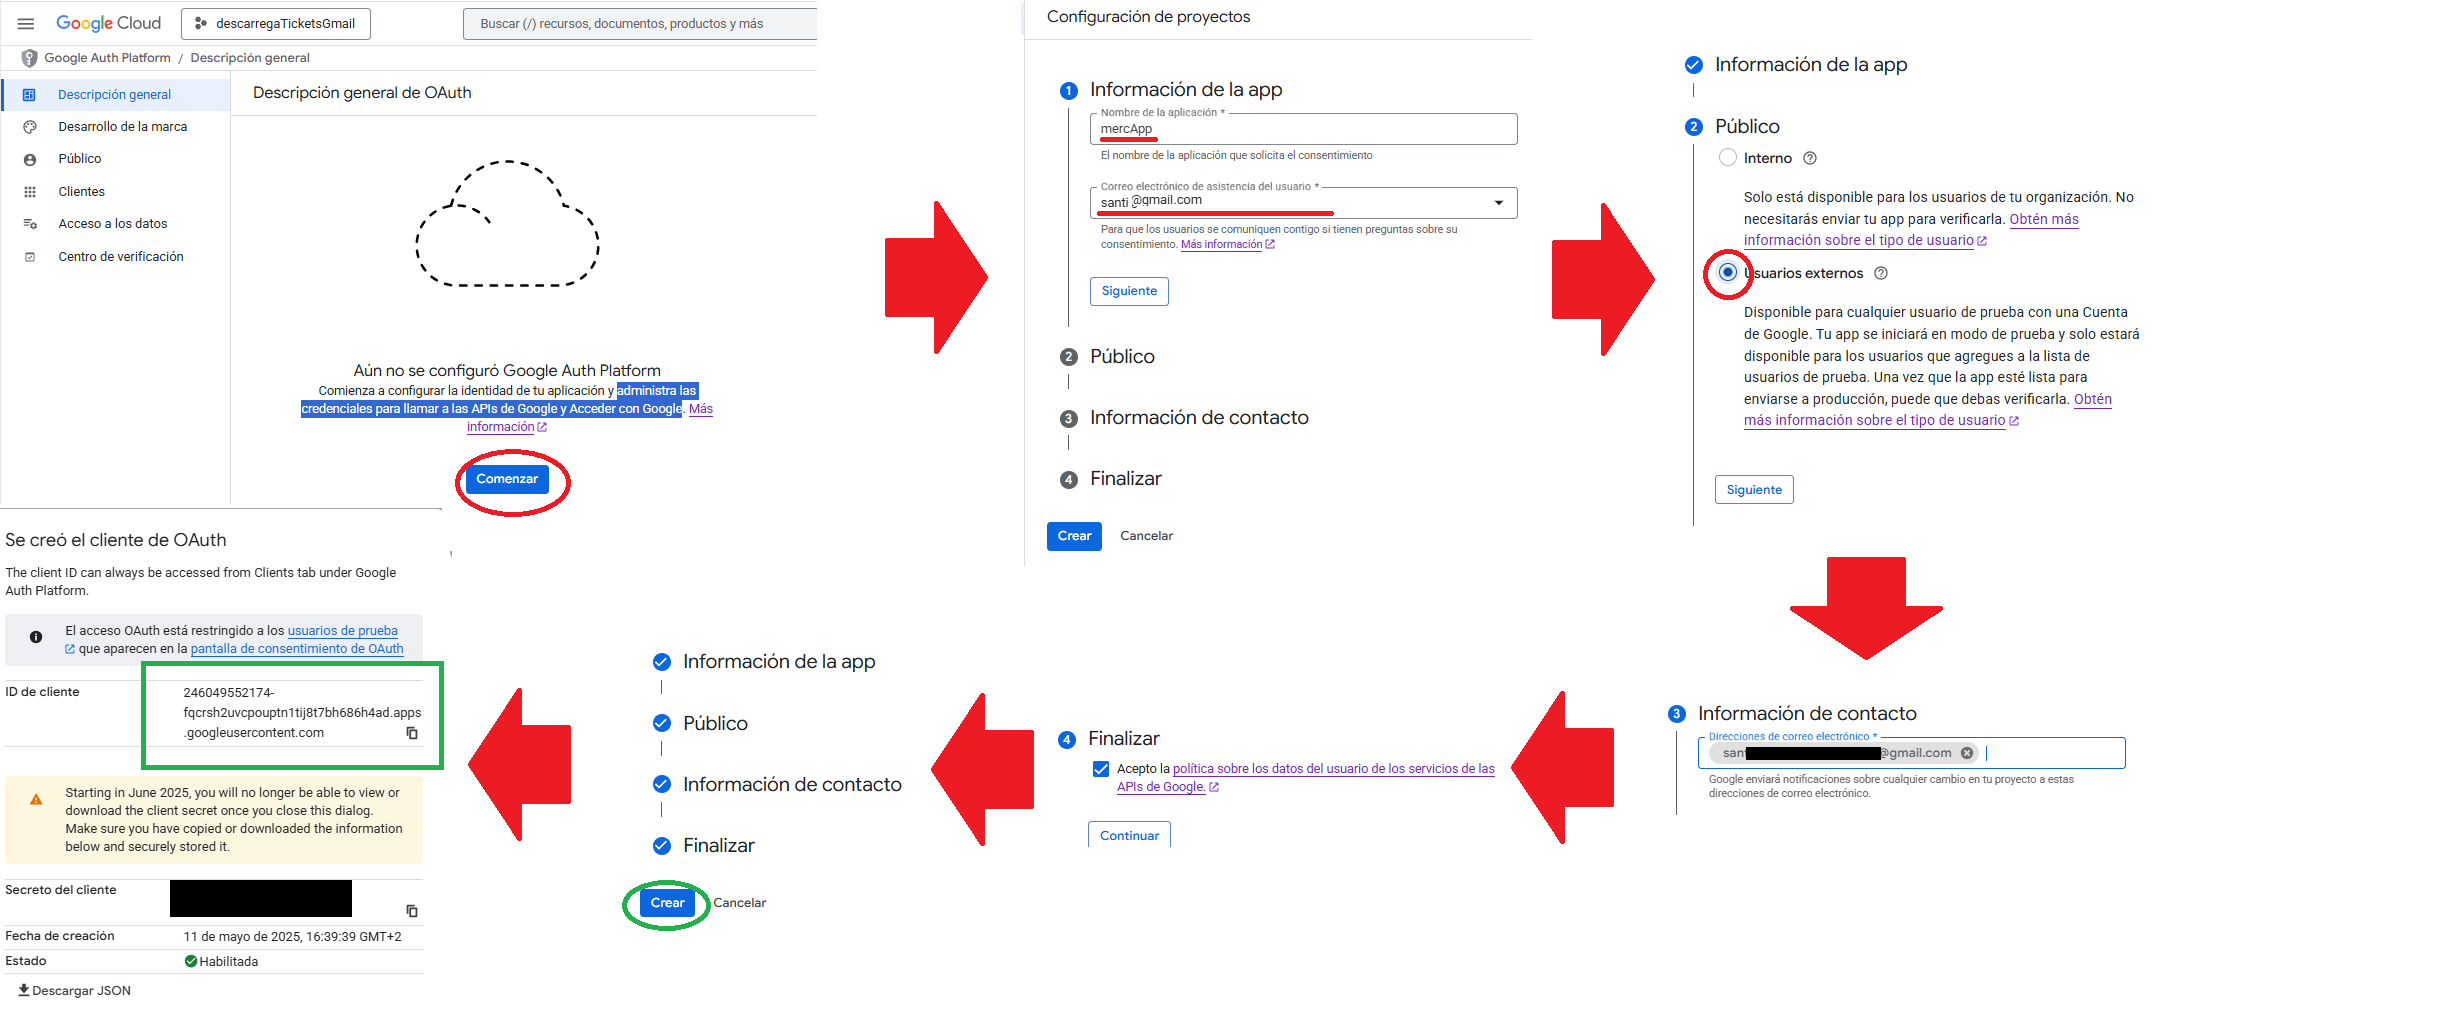 Google Cloud
descarregaTicketsGmail
Buscar (/) recursos, documentos, productos y más
Google Auth Platform / Descripción general
Descripción general
Desarrollo de la marca
Público
Clientes
Acceso a los datos
Centro de verificación
Descripción general de OAuth
Aún no se configuró Google Auth Platform
Comienza a configurar la identidad de tu aplicación y administra las
credenciales para llamar a las APIs de Google y Acceder con Google. Más
información
Comenzar
Configuración de proyectos
1 Información de la app
Nombre de la aplicación *
mercApp
El nombre de la aplicación que solicita el consentimiento
Correo electrónico de asistencia del usuario *
santi @gmail.com
Para que los usuarios se comuniquen contigo si tienen preguntas sobre su
consentimiento. Más información
Siguiente
2 Público
3 Información de contacto
4 Finalizar
Crear Cancelar
Información de la app
2 Público
Interno
Solo está disponible para los usuarios de tu organización. No
necesitarás enviar tu app para verificarla. Obtén más
información sobre el tipo de usuario
Usuarios externos
Disponible para cualquier usuario de prueba con una Cuenta
de Google. Tu app se iniciará en modo de prueba y solo estará
disponible para los usuarios que agregues a la lista de
usuarios de prueba. Una vez que la app esté lista para
enviarse a producción, puede que debas verificarla. Obtén
más información sobre el tipo de usuario
Siguiente
3 Información de contacto
Direcciones de correo electrónico *
san @gmail.com
Google enviará notificaciones sobre cualquier cambio en tu proyecto a estas
direcciones de correo electrónico.
4 Finalizar
Acepto la política sobre los datos del usuario de los servicios de las
APIs de Google.
Continuar
Información de la app
Público
Información de contacto
Finalizar
Crear Cancelar
Se creó el cliente de OAuth
The client ID can always be accessed from Clients tab under Google
Auth Platform.
El acceso OAuth está restringido a los usuarios de prueba
que aparecen en la pantalla de consentimiento de OAuth
ID de cliente
246049552174-
fqcrsh2uvcpouptn1tij8t7bh686h4ad.apps
.googleusercontent.com
Starting in June 2025, you will no longer be able to view or
download the client secret once you close this dialog.
Make sure you have copied or downloaded the information
below and securely stored it.
Secreto del cliente
Fecha de creación 11 de mayo de 2025, 16:39:39 GMT+2
Estado Habilitada
Descargar JSON